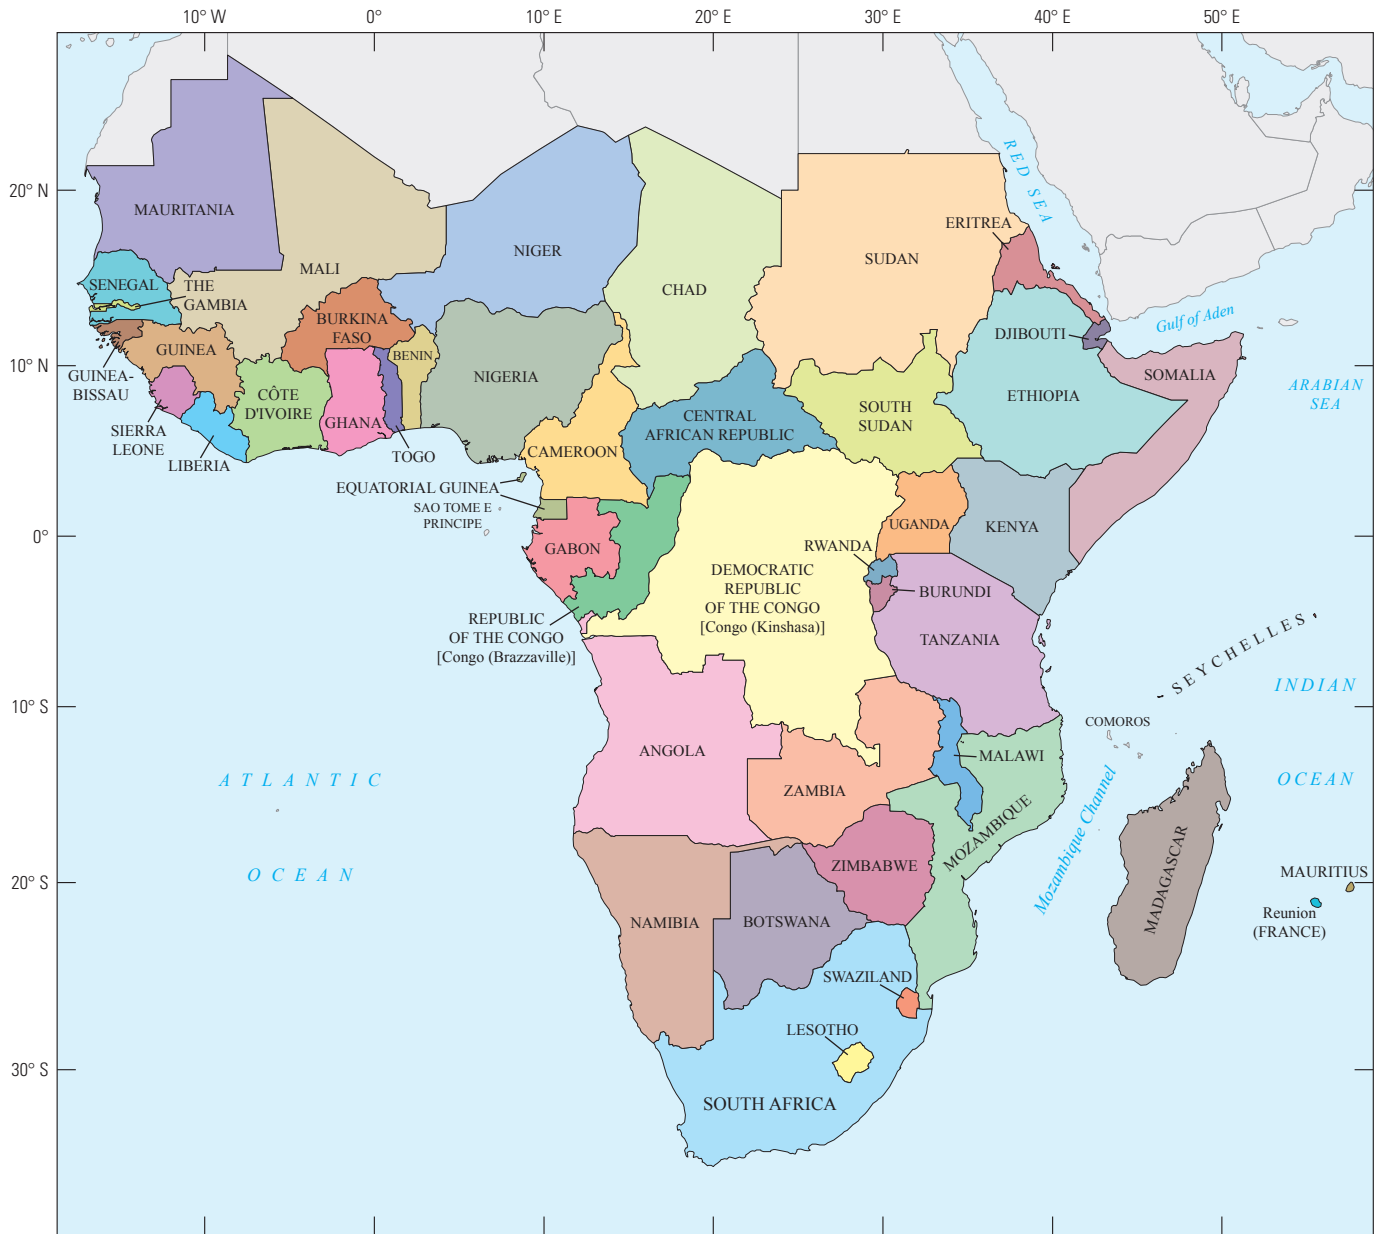 10° W
0°
10° E
20° E
30° E
40° E
50° E
20° N
10° N
0°
10° S
20° S
30° S
RED SEA
ERITREA
MAURITANIA
NIGER
MALI
SUDAN
CHAD
SENEGAL
THE
GAMBIA
BURKINA
FASO
DJIBOUTI
Gulf of Aden
GUINEA
BENIN
GUINEA-
BISSAU
NIGERIA
SOMALIA
ARABIAN
SEA
CÔTE
D'IVOIRE
GHANA
ETHIOPIA
SOUTH
SUDAN
CENTRAL
AFRICAN REPUBLIC
SIERRA
LEONE
LIBERIA
TOGO
CAMEROON
EQUATORIAL GUINEA
SAO TOME E
PRINCIPE
UGANDA
KENYA
GABON
RWANDA
DEMOCRATIC
REPUBLIC
OF THE CONGO
[Congo (Kinshasa)]
BURUNDI
REPUBLIC
OF THE CONGO
[Congo (Brazzaville)]
TANZANIA
SEYCHELLES
INDIAN
OCEAN
COMOROS
ANGOLA
MALAWI
ZAMBIA
ATLANTIC
OCEAN
MOZAMBIQUE
Mozambique Channel
MADAGASCAR
ZIMBABWE
MAURITIUS
Reunion
(FRANCE)
NAMIBIA
BOTSWANA
SWAZILAND
LESOTHO
SOUTH AFRICA